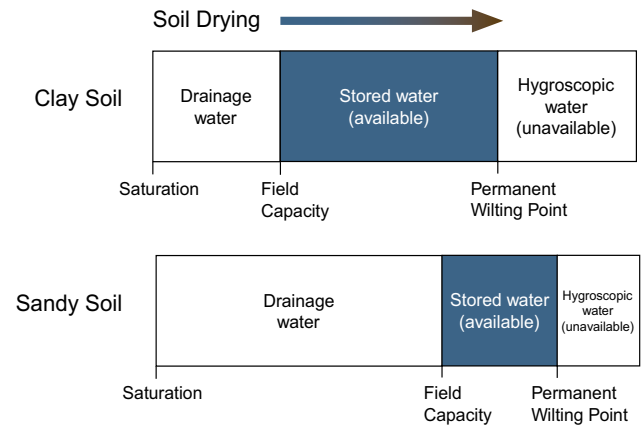 Soil Drying
Clay Soil
Drainage
water
Stored water
(available)
Hygroscopic
water
(unavailable)
Saturation
Field
Capacity
Permanent
Wilting Point
Sandy Soil
Drainage
water
Stored water
(available)
Hygroscopic
water
(unavailable)
Saturation
Field
Capacity
Permanent
Wilting Point